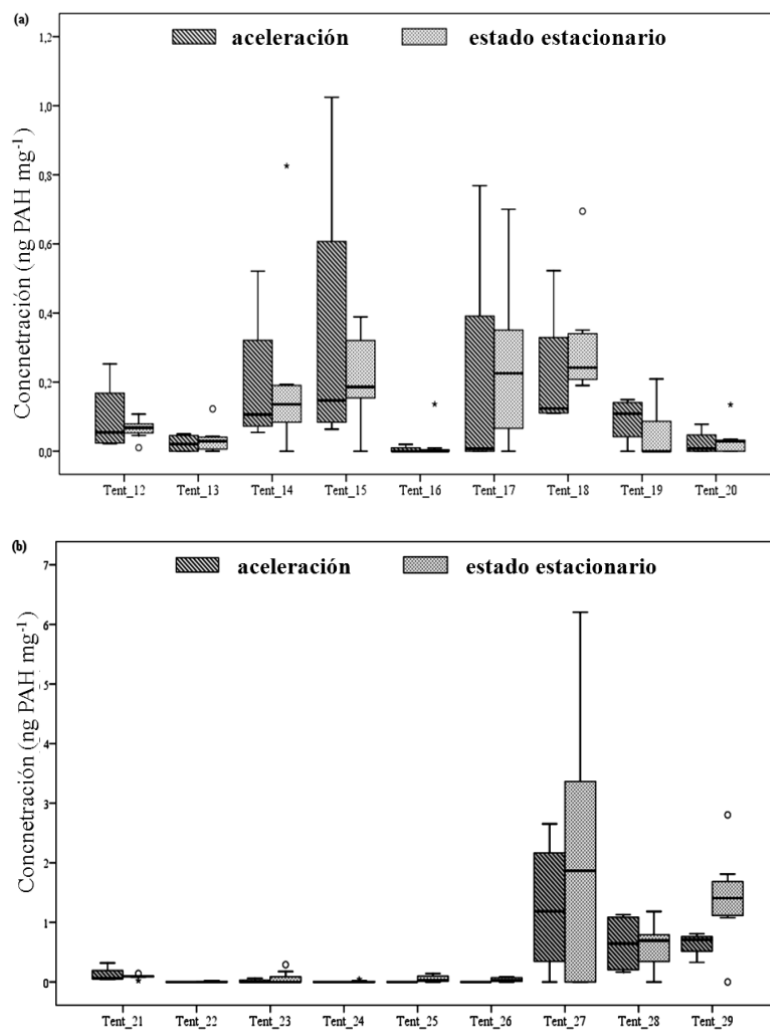 (a)
aceleración estado estacionario
Concnetración (ng PAH mg-1)
1,2
1,0
0,8
0,6
0,4
0,2
0,0
Tent_12 Tent_13 Tent_14 Tent_15 Tent_16 Tent_17 Tent_18 Tent_19 Tent_20
(b)
aceleración estado estacionario
Concnetración (ng PAH mg-1)
7
6
5
4
3
2
1
0
Tent_21 Tent_22 Tent_23 Tent_24 Tent_25 Tent_26 Tent_27 Tent_28 Tent_29